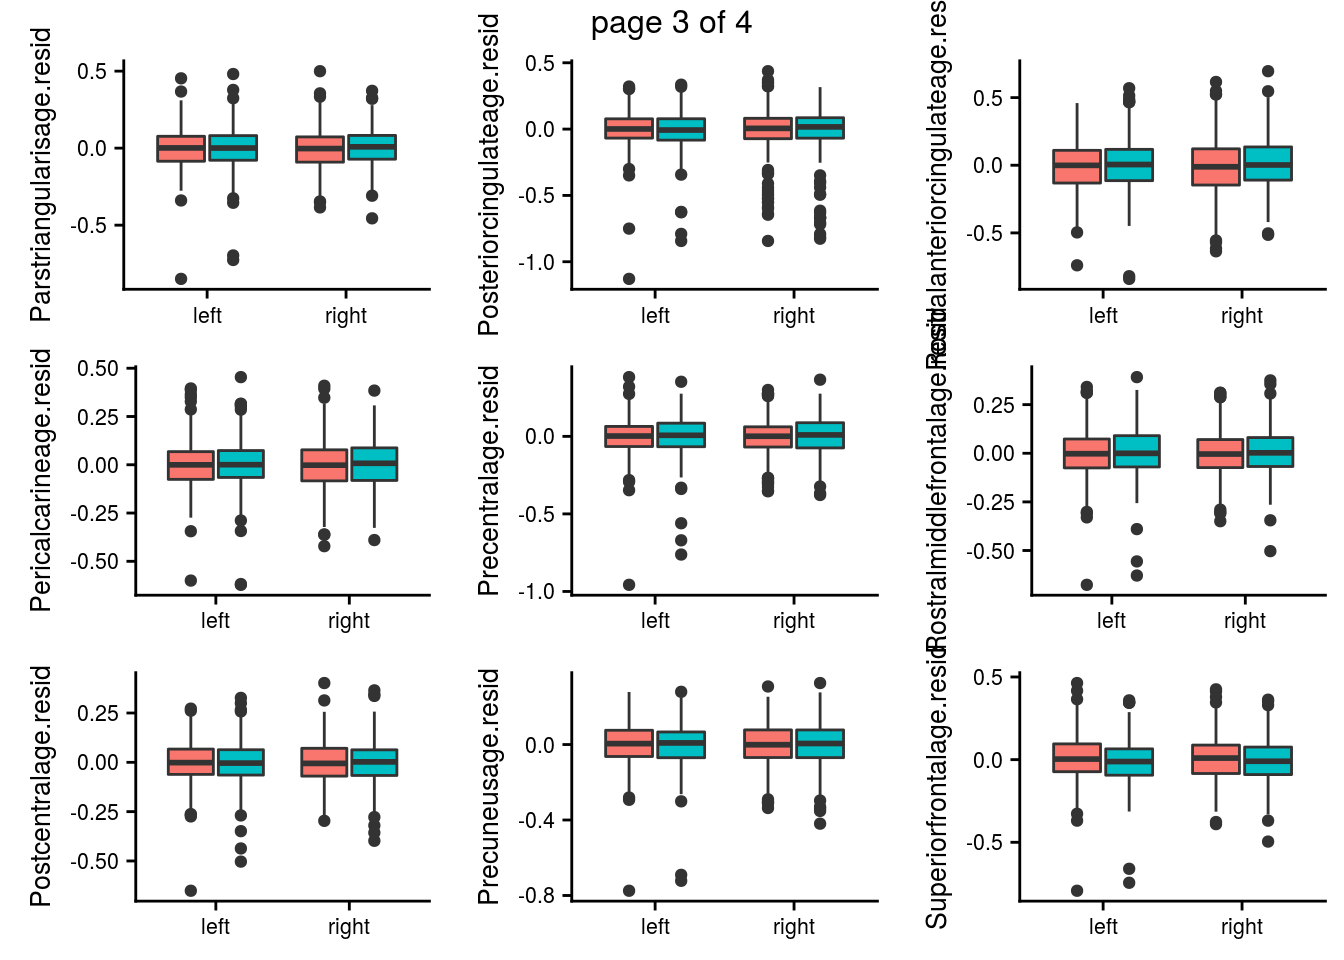 page 3 of 4
Parstriangularisage.resid
0.5
0.0
-0.5
left
right
Posteriorcingulateage.resid
0.5
0.0
-0.5
-1.0
left
right
0.5
0.0
-0.5
left
right
Pericalcarineage.resid
0.50
0.25
0.00
-0.25
-0.50
left
right
Precentralage.resid
0.0
-0.5
-1.0
left
right
0.25
0.00
-0.25
-0.50
left
right
Postcentralage.resid
0.25
0.00
-0.25
-0.50
left
right
Precuneusage.resid
0.0
-0.4
-0.8
left
right
Superiorfrontalage.resid
0.5
0.0
-0.5
left
right